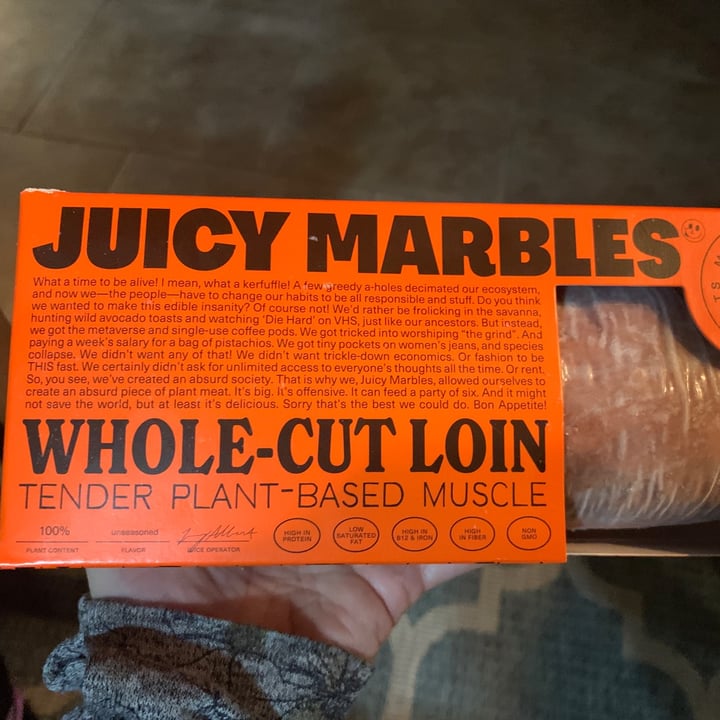 JUICY MARBLES
What a time to be alive! I mean, what a kerfuffle! A few greedy a-holes decimated our ecosystem,
and now we—the people—have to change our habits to be all responsible and stuff. Do you think
we wanted to make this edible insanity? Of course not! We'd rather be frolicking in the savanna,
hunting wild avocado toasts and watching 'Die Hard' on VHS, just like our ancestors. But instead,
we got the metaverse and single-use coffee pods. We got tricked into worshiping "the grind". And
paying a week's salary for a bag of pistachios. We got tiny pockets on women's jeans, and species
collapse. We didn't want any of that! We didn't want trickle-down economics. Or fashion to be
THIS fast. We certainly didn't ask for unlimited access to everyone's thoughts all the time. Or rent.
So, you see, we've created an absurd society. That is why we, Juicy Marbles, allowed ourselves to
create an absurd piece of plant meat. It's big. It's offensive. It can feed a party of six. And it might
not save the world, but at least it's delicious. Sorry that's the best we could do. Bon Appetite!
WHOLE-CUT LOIN
TENDER PLANT-BASED MUSCLE
100%
PLANT CONTENT
unseasoned
FLAVOR
JUICE OPERATOR
HIGH IN
PROTEIN
LOW
SATURATED
FAT
HIGH IN
B12 & IRON
HIGH
IN FIBER
NON
GMO